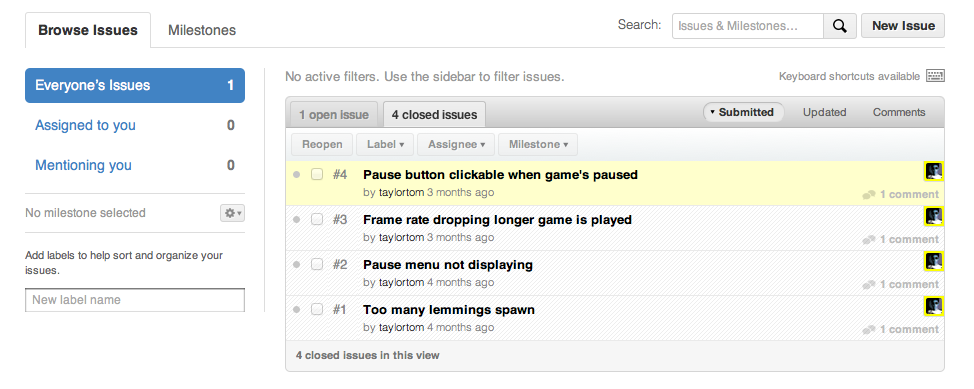 Browse Issues
Milestones
Search:
Issues & Milestones...
New Issue
Everyone's Issues 1
Assigned to you 0
Mentioning you 0
No milestone selected
Add labels to help sort and organize your
issues.
New label name
No active filters. Use the sidebar to filter issues.
Keyboard shortcuts available
1 open issue
4 closed issues
Submitted
Updated
Comments
Reopen
Label
Assignee
Milestone
#4 Pause button clickable when game's paused
by taylortom 3 months ago
1 comment
#3 Frame rate dropping longer game is played
by taylortom 3 months ago
1 comment
#2 Pause menu not displaying
by taylortom 4 months ago
1 comment
#1 Too many lemmings spawn
by taylortom 4 months ago
1 comment
4 closed issues in this view